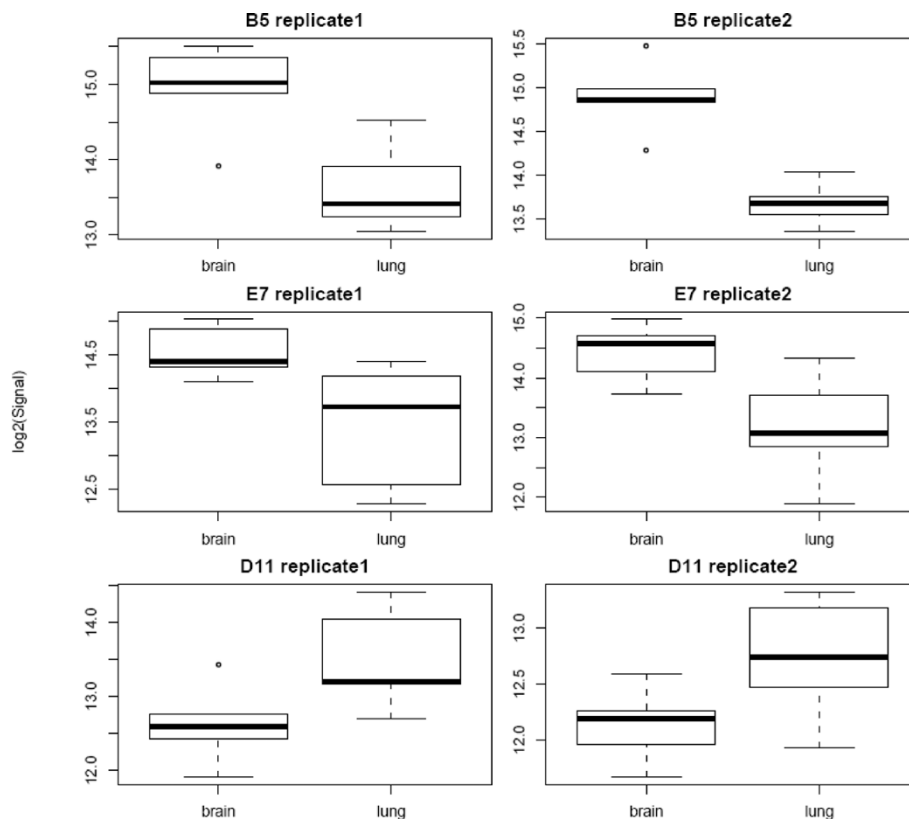 B5 replicate1
15.0
14.0
13.0
brain lung
B5 replicate2
15.5
15.0
14.5
14.0
13.5
brain lung
log2(Signal)
E7 replicate1
14.5
13.5
12.5
brain lung
E7 replicate2
15.0
14.0
13.0
12.0
brain lung
D11 replicate1
14.0
13.0
12.0
brain lung
D11 replicate2
13.0
12.5
12.0
brain lung